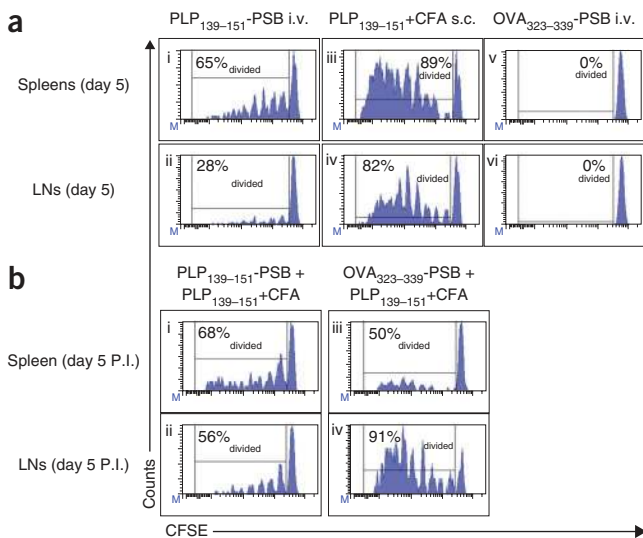 a
PLP139–151-PSB i.v.
PLP139–151+CFA s.c.
OVA323–339-PSB i.v.
Spleens (day 5)
i
65%
divided
M
iii
89%
divided
M
v
0%
divided
M
LNs (day 5)
ii
28%
divided
M
iv
82%
divided
M
vi
0%
divided
M
b
PLP139–151-PSB +
PLP139–151+CFA
OVA323–339-PSB +
PLP139–151+CFA
Spleen (day 5 P.I.)
i
68%
divided
M
iii
50%
divided
M
LNs (day 5 P.I.)
ii
56%
divided
M
iv
91%
divided
M
Counts
CFSE